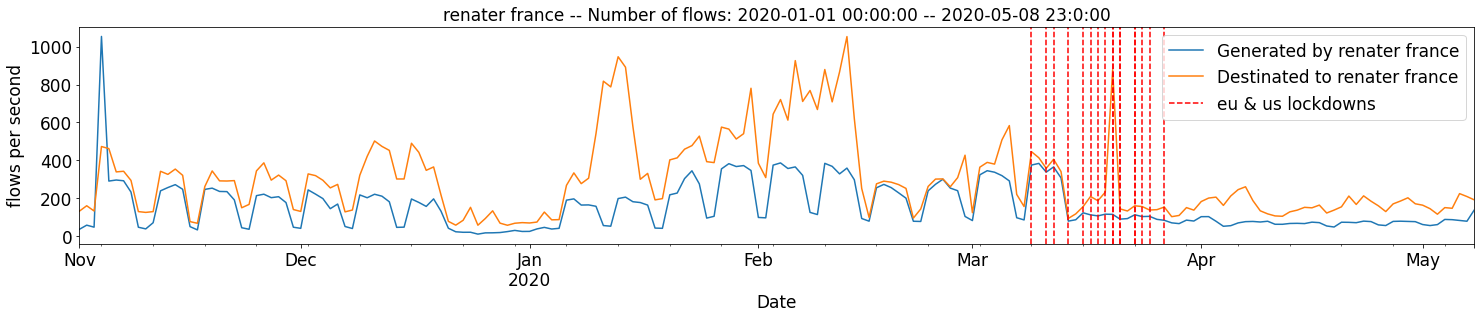 renater france -- Number of flows: 2020-01-01 00:00:00 -- 2020-05-08 23:0:00
flows per second
1000
800
600
400
200
0
Generated by renater france
Destinated to renater france
eu & us lockdowns
Nov Dec Jan Feb Mar Apr May
2020
Date